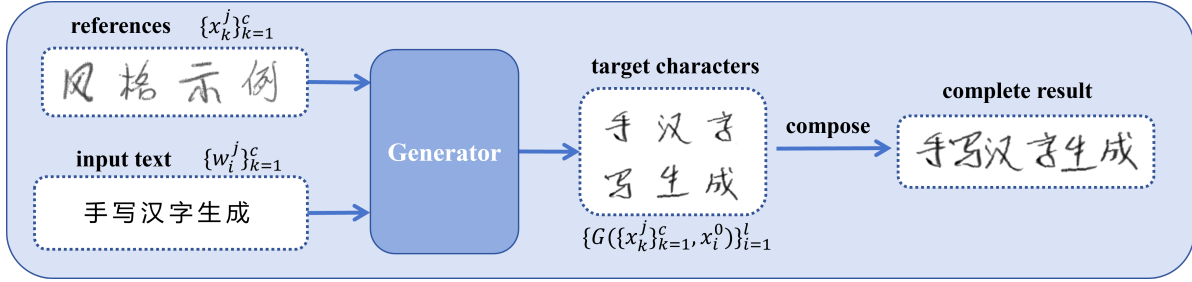 references $\{x_k^j\}_{k=1}^c$
风格示例
input text $\{w_i^j\}_{k=1}^c$
手写汉字生成
Generator
target characters
手汉字
写生成
$\{G(\{x_k^j\}_{k=1}^c, x_i^0)\}_{i=1}^l$
compose
complete result
手写汉字生成